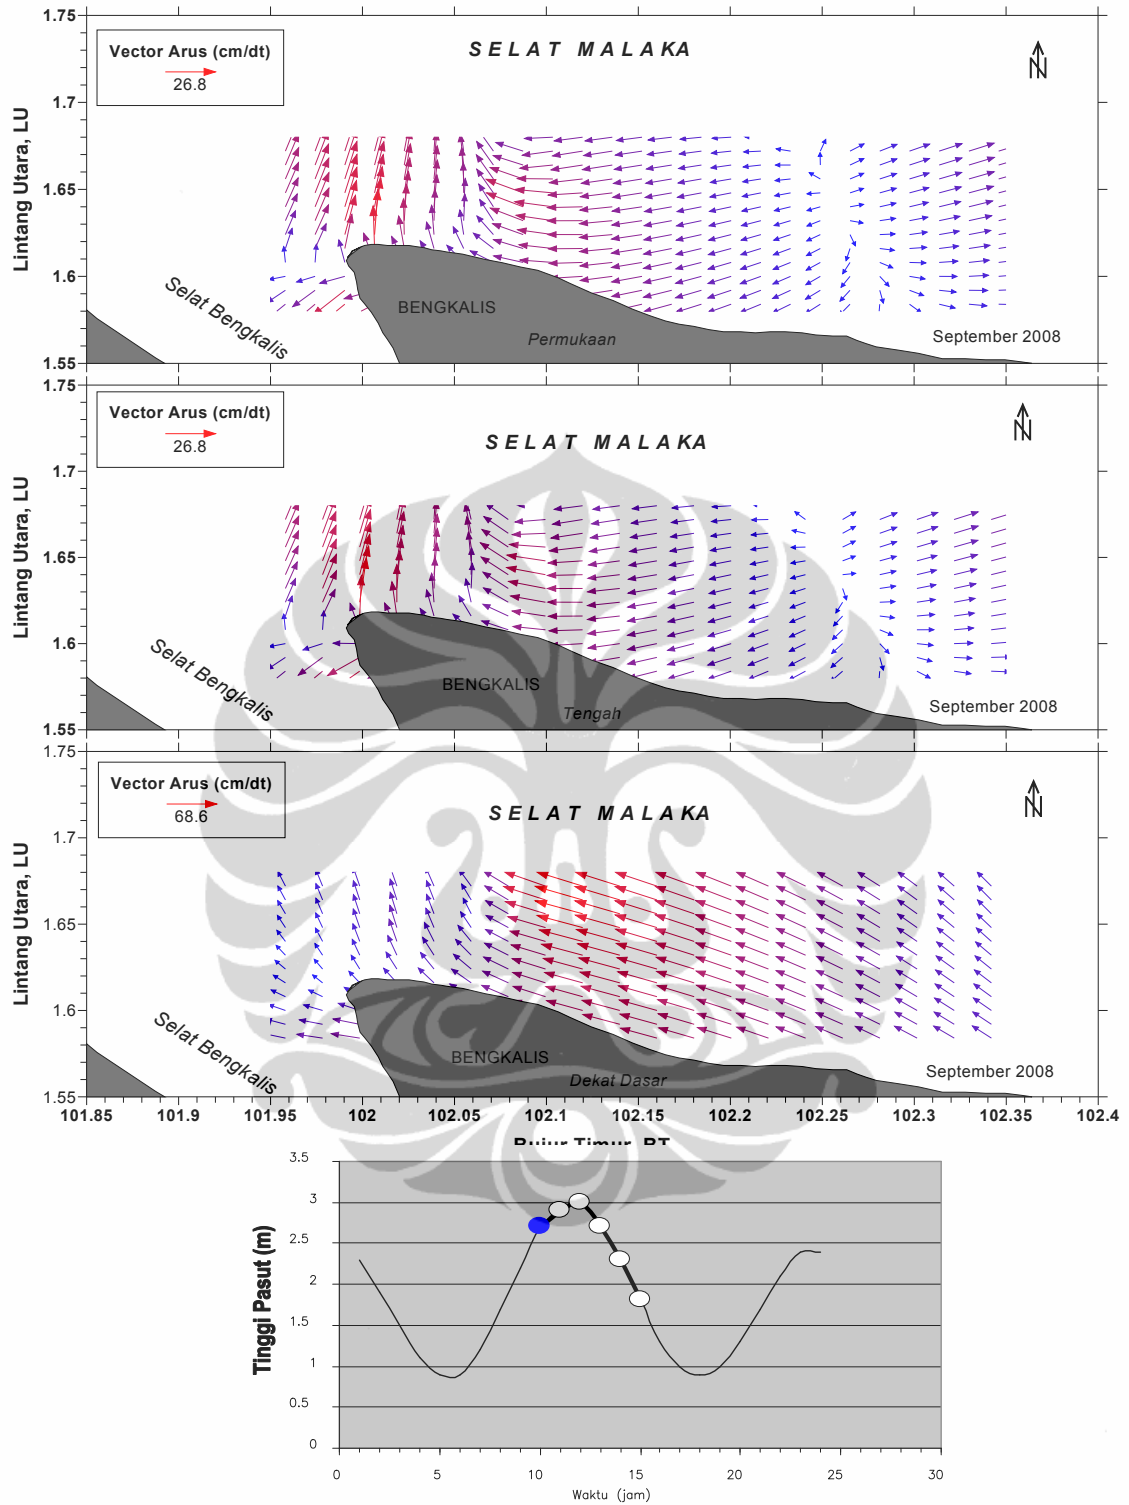 1.75
Vector Arus (cm/dt)
26.8
SELAT MALAKA
N
1.7
Lintang Utara, LU
1.65
1.6
Selat Bengkalis
BENGKALIS
Permukaan
September 2008
1.55
1.75
Vector Arus (cm/dt)
26.8
SELAT MALAKA
N
1.7
Lintang Utara, LU
1.65
1.6
Selat Bengkalis
BENGKALIS
Tengah
September 2008
1.55
1.75
Vector Arus (cm/dt)
68.6
SELAT MALAKA
N
1.7
Lintang Utara, LU
1.65
1.6
Selat Bengkalis
BENGKALIS
Dekat Dasar
September 2008
1.55
101.85 101.9 101.95 102 102.05 102.1 102.15 102.2 102.25 102.3 102.35 102.4
Bujur Timur, BT
3.5
3
2.5
2
1.5
1
0.5
0
Tinggi Pasut (m)
0 5 10 15 20 25 30
Waktu (jam)